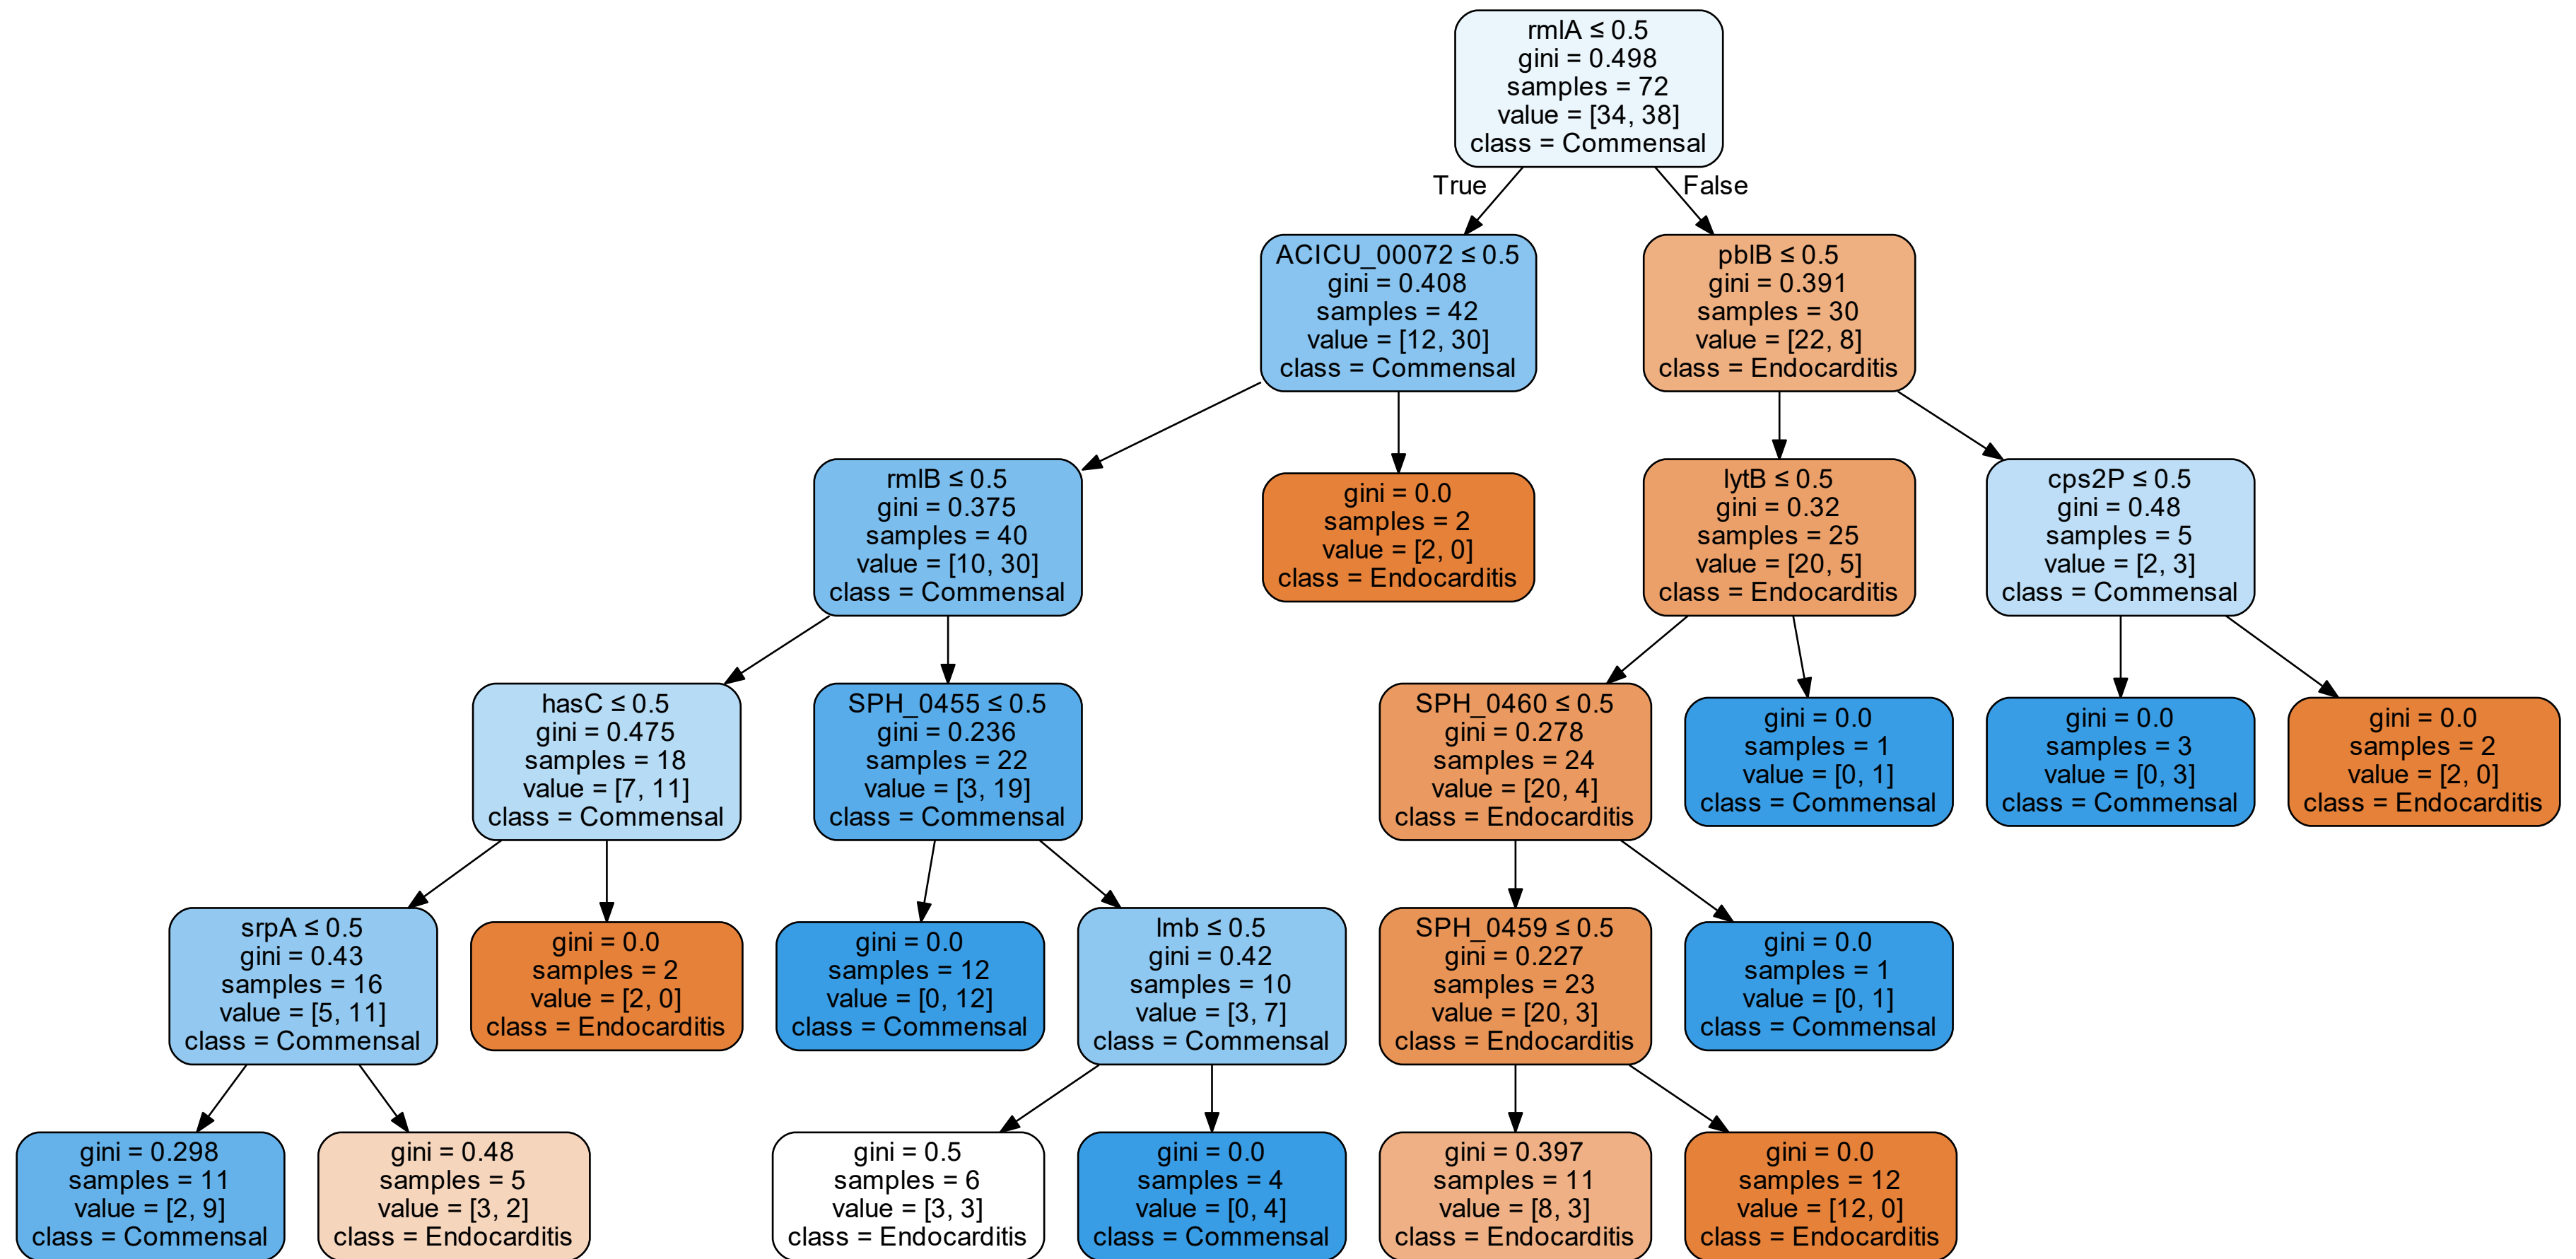 rmlA ≤ 0.5
gini = 0.498
samples = 72
value = [34, 38]
class = Commensal
True
False
ACICU_00072 ≤ 0.5
gini = 0.408
samples = 42
value = [12, 30]
class = Commensal
pblB ≤ 0.5
gini = 0.391
samples = 30
value = [22, 8]
class = Endocarditis
rmlB ≤ 0.5
gini = 0.375
samples = 40
value = [10, 30]
class = Commensal
gini = 0.0
samples = 2
value = [2, 0]
class = Endocarditis
lytB ≤ 0.5
gini = 0.32
samples = 25
value = [20, 5]
class = Endocarditis
cps2P ≤ 0.5
gini = 0.48
samples = 5
value = [2, 3]
class = Commensal
hasC ≤ 0.5
gini = 0.475
samples = 18
value = [7, 11]
class = Commensal
SPH_0455 ≤ 0.5
gini = 0.236
samples = 22
value = [3, 19]
class = Commensal
SPH_0460 ≤ 0.5
gini = 0.278
samples = 24
value = [20, 4]
class = Endocarditis
gini = 0.0
samples = 1
value = [0, 1]
class = Commensal
gini = 0.0
samples = 3
value = [0, 3]
class = Commensal
gini = 0.0
samples = 2
value = [2, 0]
class = Endocarditis
srpA ≤ 0.5
gini = 0.43
samples = 16
value = [5, 11]
class = Commensal
gini = 0.0
samples = 2
value = [2, 0]
class = Endocarditis
gini = 0.0
samples = 12
value = [0, 12]
class = Commensal
lmb ≤ 0.5
gini = 0.42
samples = 10
value = [3, 7]
class = Commensal
SPH_0459 ≤ 0.5
gini = 0.227
samples = 23
value = [20, 3]
class = Endocarditis
gini = 0.0
samples = 1
value = [0, 1]
class = Commensal
gini = 0.298
samples = 11
value = [2, 9]
class = Commensal
gini = 0.48
samples = 5
value = [3, 2]
class = Endocarditis
gini = 0.5
samples = 6
value = [3, 3]
class = Endocarditis
gini = 0.0
samples = 4
value = [0, 4]
class = Commensal
gini = 0.397
samples = 11
value = [8, 3]
class = Endocarditis
gini = 0.0
samples = 12
value = [12, 0]
class = Endocarditis